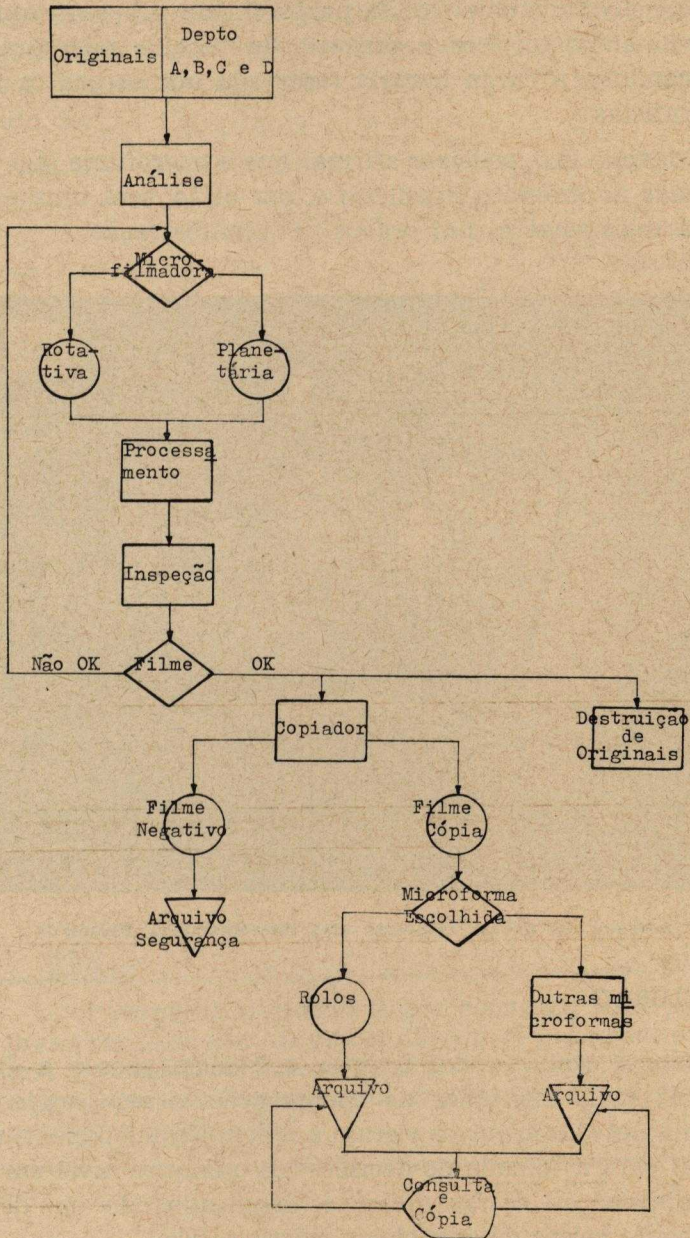 Originais
Depto
A,B,C e D
Análise
Micro-
filmadora
Rota-
tiva
Plane-
tária
Processa
mento
Inspeção
Não OK
Filme
OK
Copiador
Destruição
de
Originais
Filme
Negativo
Filme
Cópia
Arquivo
Segurança
Microforma
Escolhida
Rolos
Outras mi
croformas
Arquivo
Arquivo
Consulta
e
Cópia